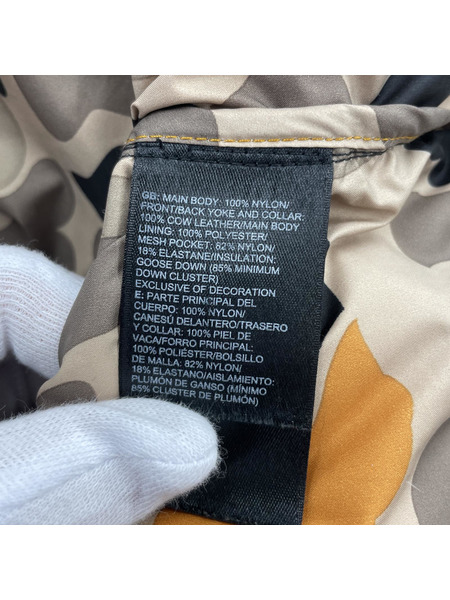 GB: MAIN BODY: 100% NYLON/
FRONT/BACK YOKE AND COLLAR:
100% COW LEATHER/MAIN BODY
LINING: 100% POLYESTER/
MESH POCKET: 82% NYLON/
18% ELASTANE/INSULATION:
GOOSE DOWN (85% MINIMUM
DOWN CLUSTER)
EXCLUSIVE OF DECORATION
E: PARTE PRINCIPAL DEL
CUERPO: 100% NYLON/
CANESÚ DELANTERO/TRASERO
Y COLLAR: 100% PIEL DE
VACA/FORRO PRINCIPAL:
100% POLIÉSTER/BOLSILLO
DE MALLA: 82% NYLON/
18% ELASTANO/AISLAMIENTO:
PLUMÓN DE GANSO (MÍNIMO
85% CLUSTER DE PLUMÓN)